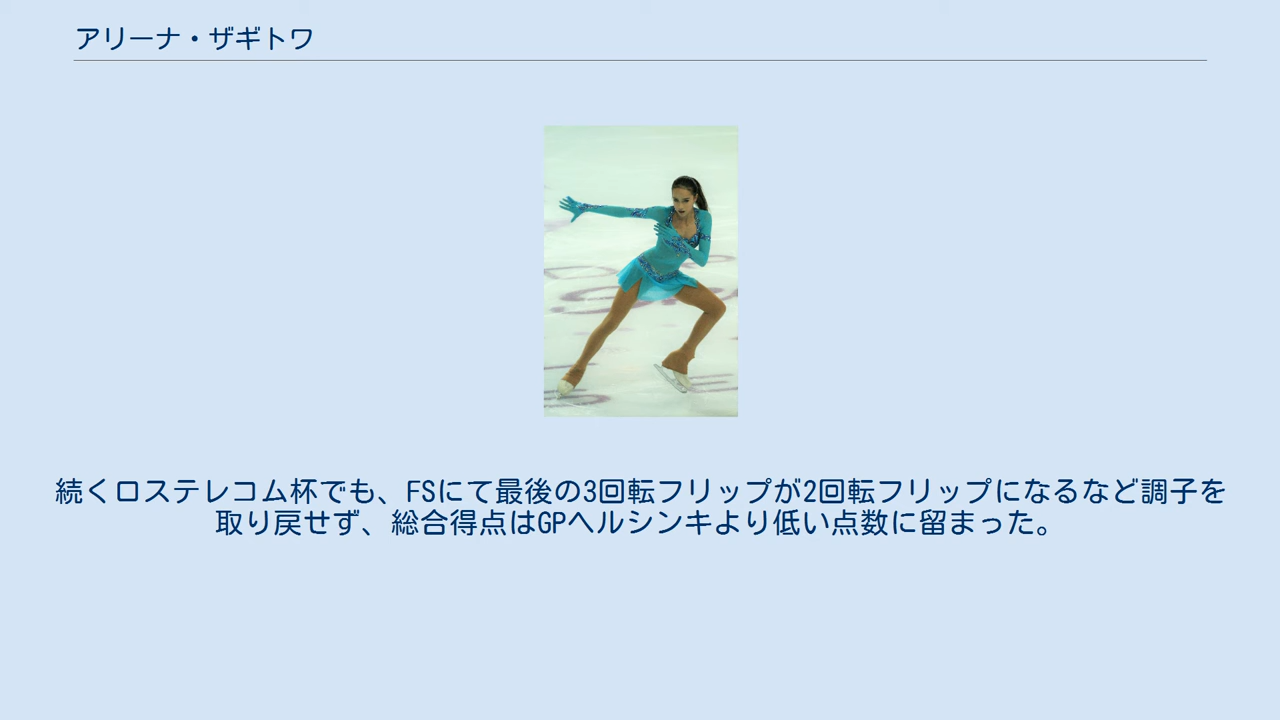 アリーナ・ザギトワ
続くロステレコム杯でも、FSにて最後の3回転フリップが2回転フリップになるなど調子を
取り戻せず、総合得点はGPヘルシンキより低い点数に留まった。